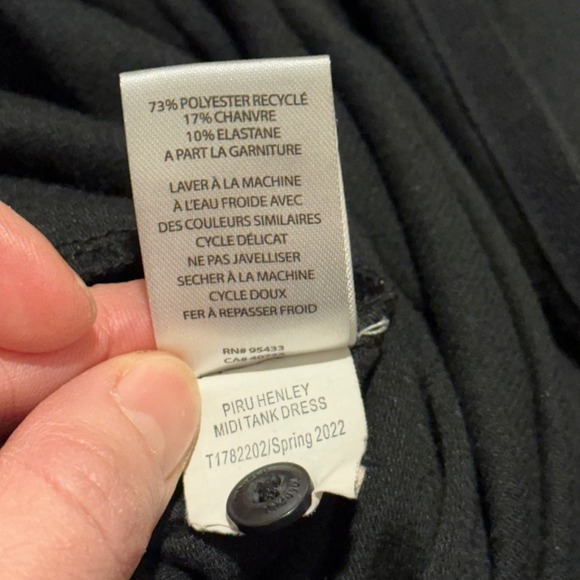 73% POLYESTER RECYCLÉ
17% CHANVRE
10% ELASTANE
A PART LA GARNITURE
LAVER À LA MACHINE
À L'EAU FROIDE AVEC
DES COULEURS SIMILAIRES
CYCLE DÉLICAT
NE PAS JAVELLISER
SECHER À LA MACHINE
CYCLE DOUX
FER À REPASSER FROID
RN# 95433
CA#
PIRU HENLEY
MIDI TANK DRESS
T1782202/Spring 2022